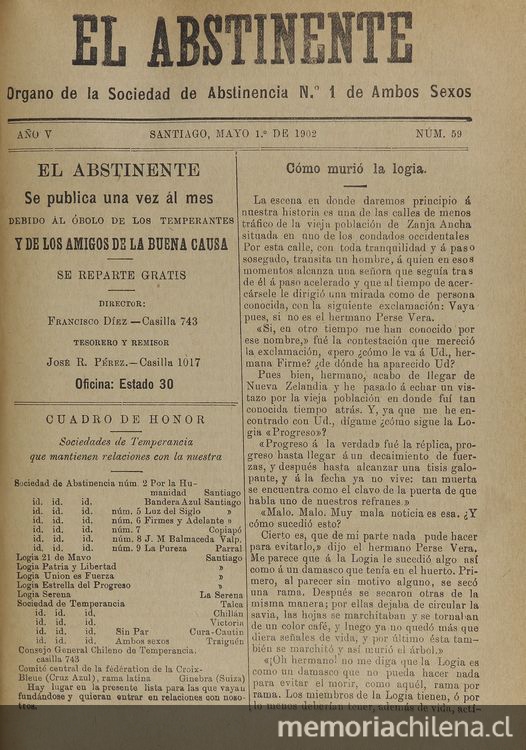 EL ABSTINENTE
Organo de la Sociedad de Abstinencia N.º 1 de Ambos Sexos
AÑO V SANTIAGO, MAYO 1.º DE 1902 NÚM. 59
EL ABSTINENTE
Se publica una vez ál mes
DEBIDO ÁL ÓBOLO DE LOS TEMPERANTES
Y DE LOS AMIGOS DE LA BUENA CAUSA
SE REPARTE GRATIS
DIRECTOR:
FRANCISCO DÍEZ—Casilla 743
TESORERO Y REMISOR
JOSÉ R. PÉREZ.—Casilla 1017
Oficina: Estado 30
CUADRO DE HONOR
Sociedades de Temperancia
que mantienen relaciones con la nuestra
Sociedad de Abstinencia núm. 2 Por la Hu-
manidad Santiago
id. id. id. Bandera Azul Santiago
id. id. id. núm. 5 Luz del Siglo »
id. id. id. núm. 6 Firmes y Adelante »
id. id. id. núm. 7 Copiapó
id. id. id. núm. 8 J. M Balmaceda Valp.
id. id. id. núm. 9 La Pureza Parral
Logia 21 de Mayo Santiago
Logia Patria y Libertad »
Logia Union es Fuerza »
Logia Estrella del Progreso »
Logia Serena La Serena
Sociedad de Temperancia Talca
id. id. id. Chillán
id. id. id. Victoria
id. id. id. Sin Par Cura-Cautin
id. id. id. Ambos sexos Traiguén
Consejo General Chileno de Temperancia.
casilla 743
Comité central de la fédération de la Croix-
Bleue (Cruz Azul), rama latina Ginebra (Suiza)
Hay lugar en la presente lista para las que vayan
fundándose y quieran entrar en relaciones con noso-
tros.
Cómo murió la logia.
La escena en donde daremos principio á
nuestra historia es una de las calles de menos
tráfico de la vieja población de Zanja Ancha
situada en uno de los condados occidentales
Por esta calle, con toda tranquilidad y á paso
sosegado, transita un hombre, á quien en esos
momentos alcanza una señora que seguía tras
de él á paso acelerado y que al tiempo de acer-
cársele le dirigió una mirada como de persona
conocida, con la siguiente exclamación: Vaya
pues, si no es el hermano Perse Vera.
«Si, en otro tiempo me han conocido por
ese nombre,» fué la contestación que mereció
la exclamación, «pero ¿cómo le va á Ud., her-
mana Firme? ¿de dónde ha aparecido Ud?
Pues bien, hermano, acabo de llegar de
Nueva Zelandia y he pasado á echar un vis-
tazo por la vieja población en donde fuí tan
conocida tiempo atrás. Y, ya que me he en-
contrado con Ud., dígame ¿cómo sigue la Lo-
gia «Progreso»?
«Progreso á la verdad» fué la réplica, pro-
greso hasta llegar á un decaimiento de fuer-
zas, y después hasta alcanzar una tisis galo-
pante, y á la fecha ya no vive: tan muerta
se encuentra como el clavo de la puerta de que
habla uno de nuestros refranes »
«Malo. Malo. Muy mala noticia es esa. ¿Y
cómo sucedió esto?
Cierto es, que de mi parte nada pude hacer
para evitarlo,» dijo el hermano Perse Vera.
Me parece que á la Logia le sucedió algo así
como á un damasco que tenía en el huerto. Pri-
mero, al parecer sin motivo alguno, se secó
una rama. Después se secaron otras de la
misma manera; por ellas dejaba de circular la
savia, las hojas se marchitaban y se tornaban
de un color café, y luego ya no quedó más que
diera señales de vida, y por último ésta tam-
bién se marchitó y así murió el árbol.»
«¡Oh hermano! no me diga que la Logia es
como un damasco que no pueda hacer nada
para evitar el morir, como aquél, rama por
rama. Los miembros de la Logia tienen, ó por
lo menos deberían tener, además de vida, acti-
memoriachilena.cl